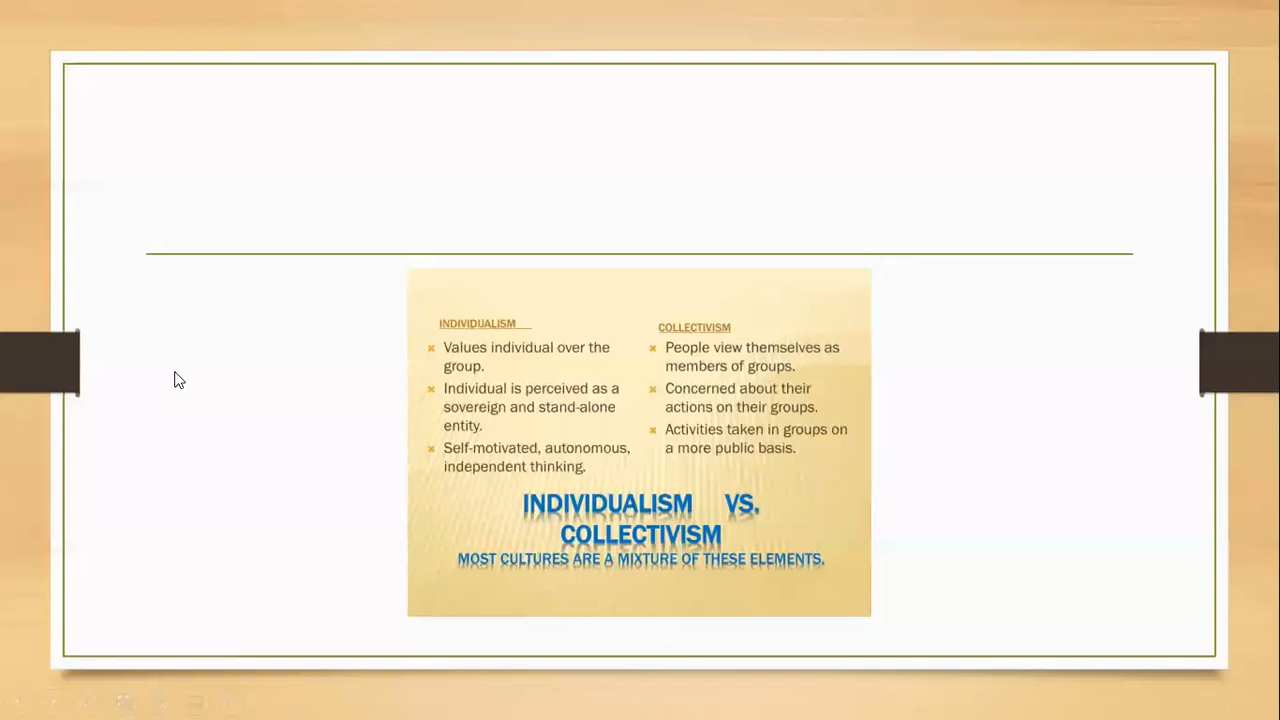 INDIVIDUALISM
Values individual over the
group.
Individual is perceived as a
sovereign and stand-alone
entity.
Self-motivated, autonomous,
independent thinking.
COLLECTIVISM
People view themselves as
members of groups.
Concerned about their
actions on their groups.
Activities taken in groups on
a more public basis.
INDIVIDUALISM VS.
COLLECTIVISM
MOST CULTURES ARE A MIXTURE OF THESE ELEMENTS.